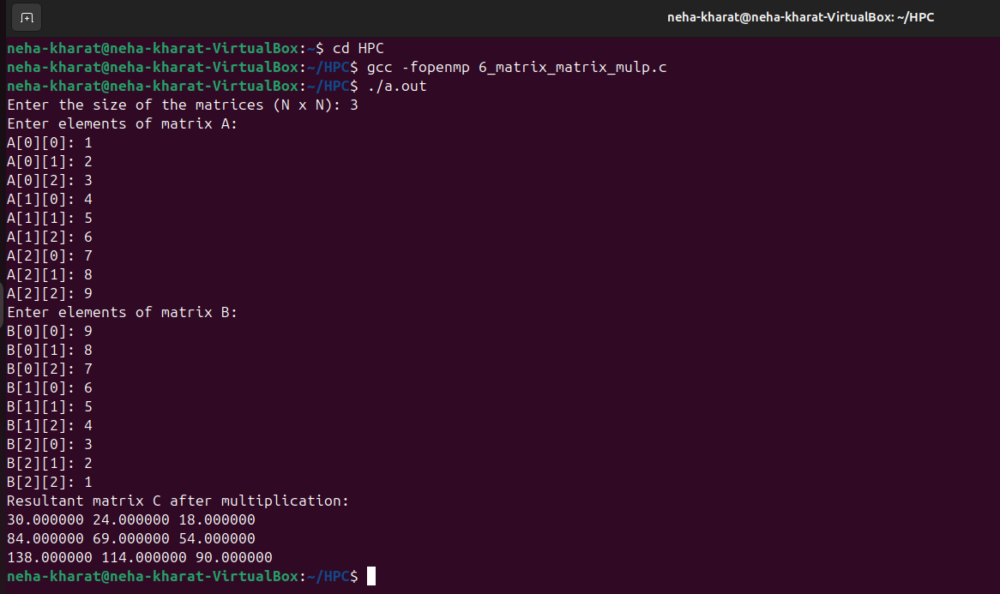 neha-kharat@neha-kharat-VirtualBox: ~/HPC
neha-kharat@neha-kharat-VirtualBox:~$ cd HPC
neha-kharat@neha-kharat-VirtualBox:~/HPC$ gcc -fopenmp 6_matrix_matrix_mulp.c
neha-kharat@neha-kharat-VirtualBox:~/HPC$ ./a.out
Enter the size of the matrices (N x N): 3
Enter elements of matrix A:
A[0][0]: 1
A[0][1]: 2
A[0][2]: 3
A[1][0]: 4
A[1][1]: 5
A[1][2]: 6
A[2][0]: 7
A[2][1]: 8
A[2][2]: 9
Enter elements of matrix B:
B[0][0]: 9
B[0][1]: 8
B[0][2]: 7
B[1][0]: 6
B[1][1]: 5
B[1][2]: 4
B[2][0]: 3
B[2][1]: 2
B[2][2]: 1
Resultant matrix C after multiplication:
30.000000 24.000000 18.000000
84.000000 69.000000 54.000000
138.000000 114.000000 90.000000
neha-kharat@neha-kharat-VirtualBox:~/HPC$